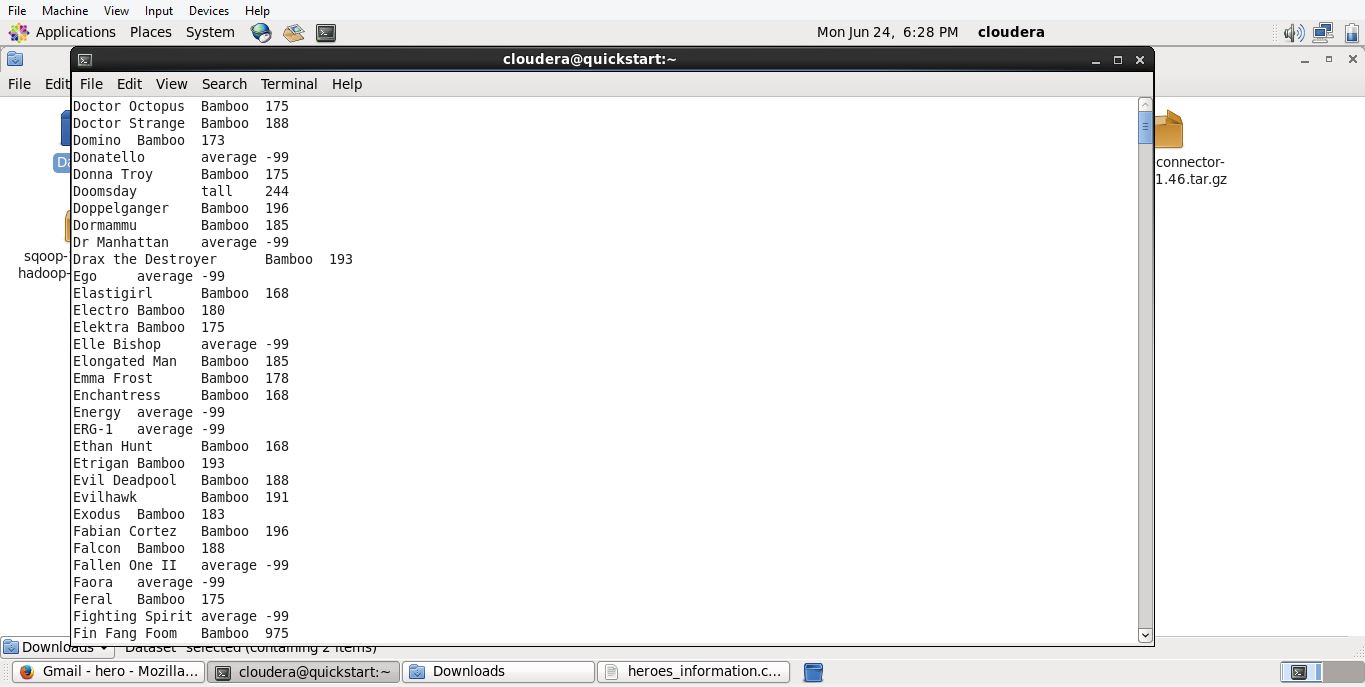 File Machine View Input Devices Help
Applications Places System Mon Jun 24, 6:28 PM cloudera
cloudera@quickstart:~
File Edit File Edit View Search Terminal Help
Doctor Octopus Bamboo 175
Doctor Strange Bamboo 188
Domino Bamboo 173
Donatello average -99
Donna Troy Bamboo 175
Doomsday tall 244
Doppelganger Bamboo 196
Dormammu Bamboo 185
Dr Manhattan average -99
Drax the Destroyer Bamboo 193
Ego average -99
Elastigirl Bamboo 168
Electro Bamboo 180
Elektra Bamboo 175
Elle Bishop average -99
Elongated Man Bamboo 185
Emma Frost Bamboo 178
Enchantress Bamboo 168
Energy average -99
ERG-1 average -99
Ethan Hunt Bamboo 168
Etrigan Bamboo 193
Evil Deadpool Bamboo 188
Evilhawk Bamboo 191
Exodus Bamboo 183
Fabian Cortez Bamboo 196
Falcon Bamboo 188
Fallen One II average -99
Faora average -99
Feral Bamboo 175
Fighting Spirit average -99
Fin Fang Foom Bamboo 975
Da
sqoop-
hadoop-
connector-
1.46.tar.gz
Downloads "Dataset" selected (containing 2 items)
Gmail - hero - Mozilla... cloudera@quickstart:~ Downloads heroes_information.c...